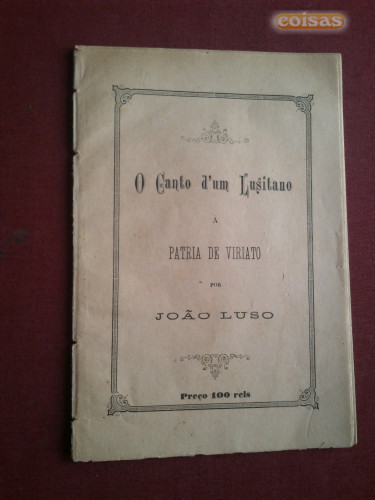 coisas
O Canto d'um Lusitano
Á
PATRIA DE VIRIATO
POR
JOÃO LUSO
Preço 100 reis